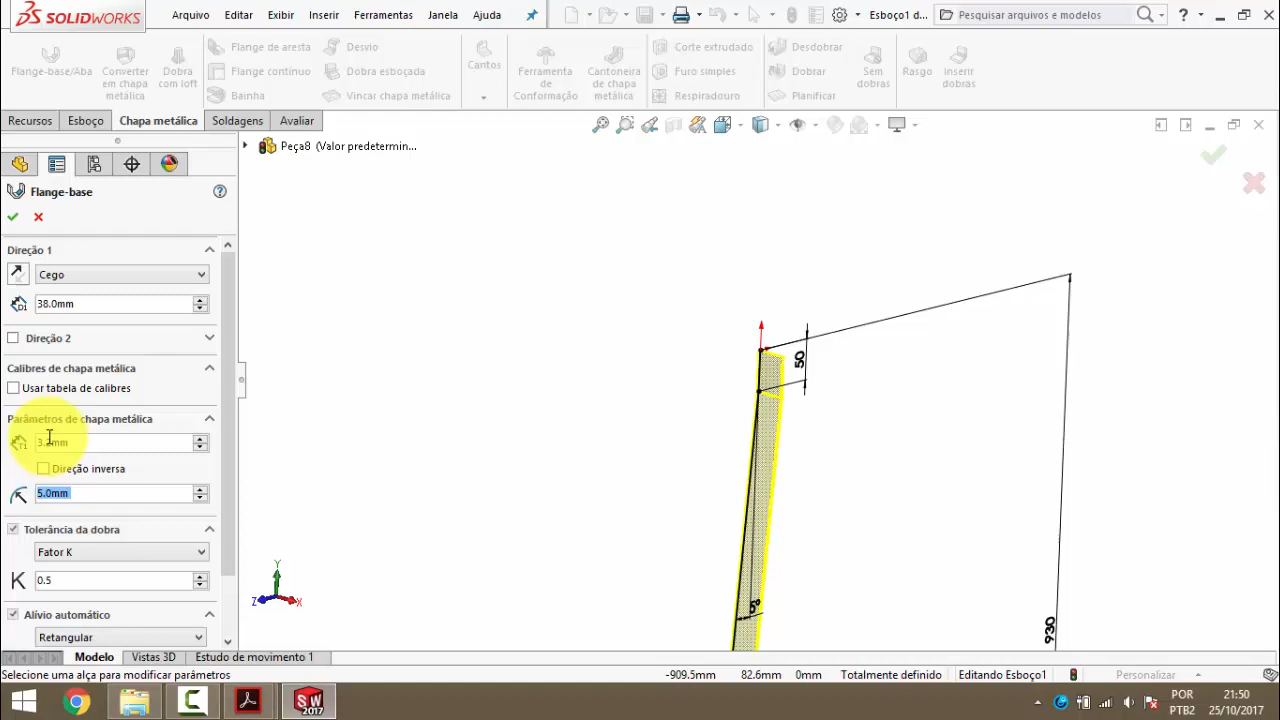 SOLIDWORKS
Arquivo Editar Exibir Inserir Ferramentas Janela Ajuda
Esboço1 d...
Pesquisar arquivos e modelos
?
Flange-base/Aba
Converter em chapa metálica
Dobra com loft
Flange de aresta
Flange contínuo
Bainha
Desvio
Dobra esboçada
Vincar chapa metálica
Cantos
Ferramenta de Conformação
Cantoneira de chapa metálica
Corte extrudado
Furo simples
Respiradouro
Desdobrar
Dobrar
Planificar
Sem dobras
Rasgo
Inserir dobras
Recursos Esboço Chapa metálica Soldagens Avaliar
Peça8 (Valor predetermin...
Flange-base
?
Direção 1
Cego
D1
38.0mm
Direção 2
Calibres de chapa metálica
Usar tabela de calibres
Parâmetros de chapa metálica
Direção inversa
5.0mm
Tolerância da dobra
Fator K
K 0.5
Alívio automático
Retangular
50
5°
930
Y
Z
X
Modelo Vistas 3D Estudo de movimento 1
Selecione uma alça para modificar parâmetros
-909.5mm 82.6mm 0mm Totalmente definido Editando Esboço1
Personalizar
SW
2017
POR
PTB2
21:50
25/10/2017